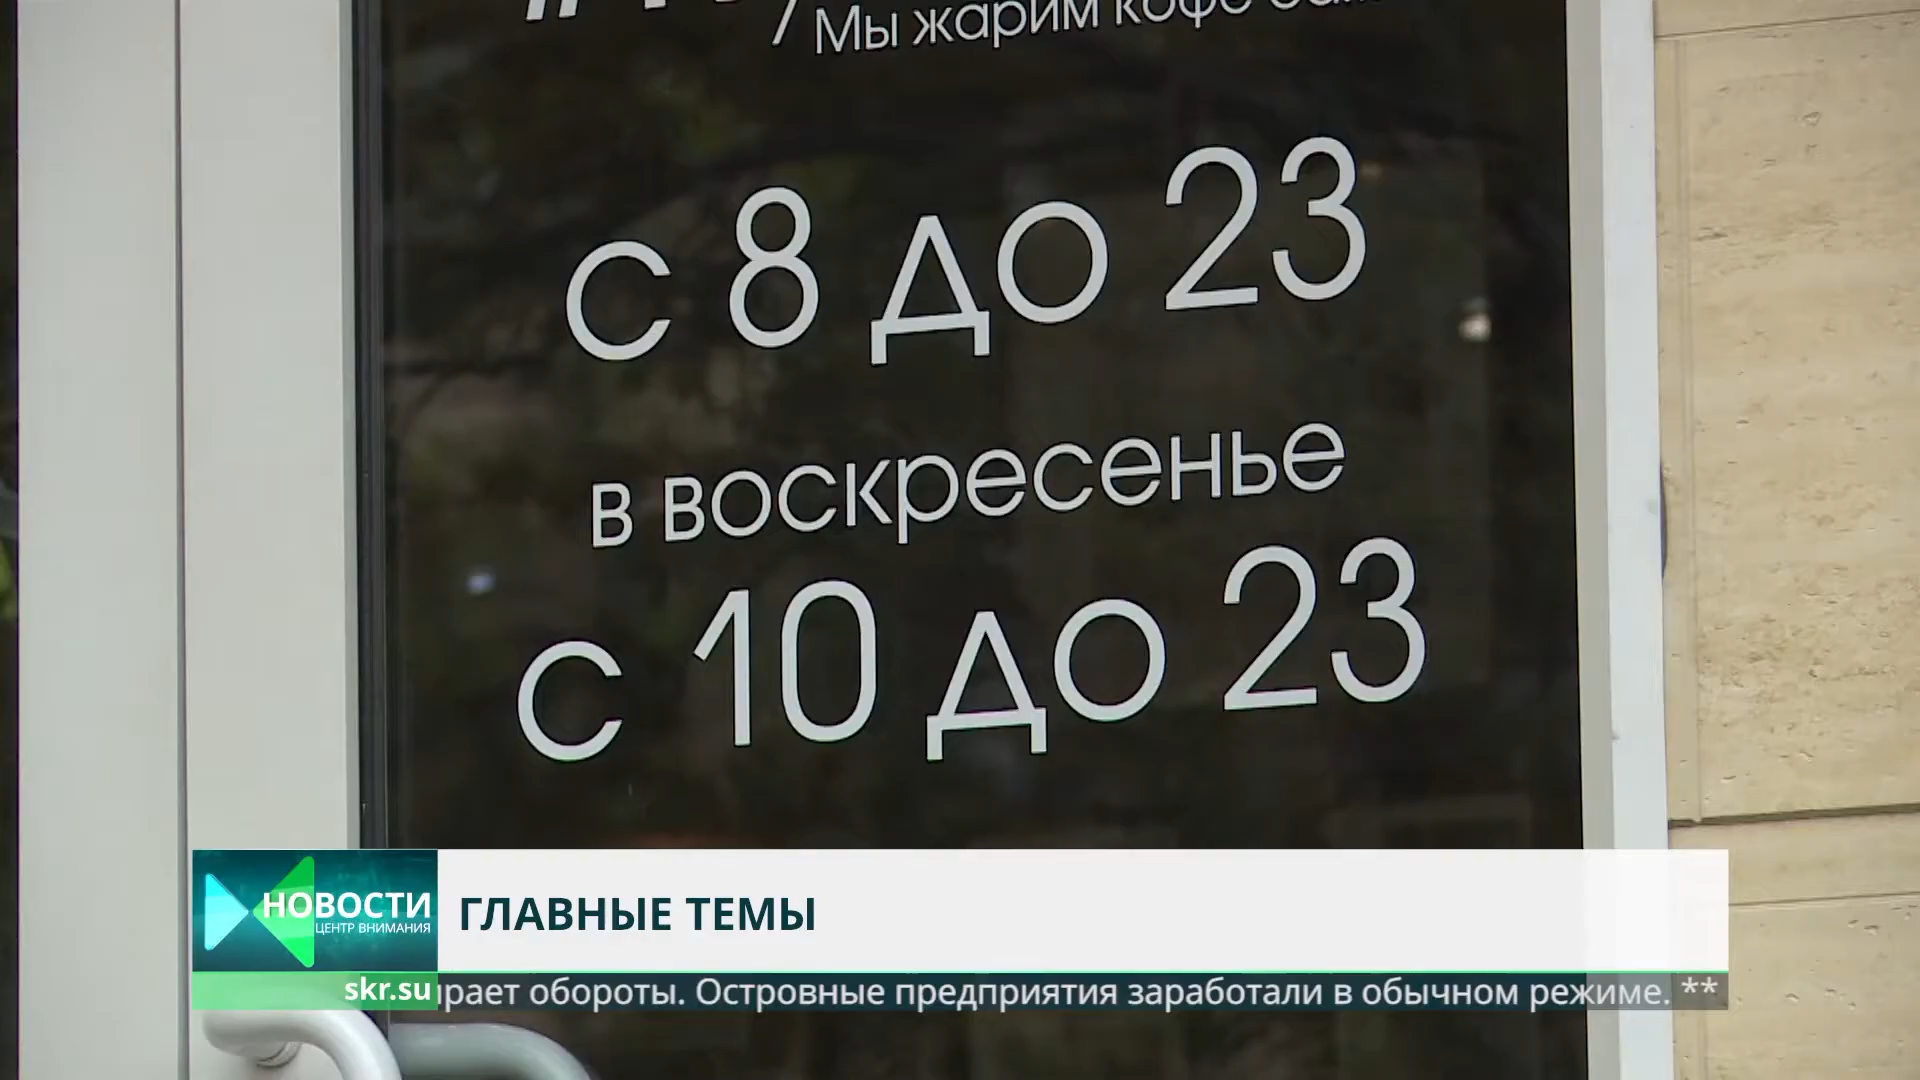 Мы жарим кофе
с 8 до 23
в воскресенье
с 10 до 23
НОВОСТИ
ЦЕНТР ВНИМАНИЯ
ГЛАВНЫЕ ТЕМЫ
skr.su
обороты. Островные предприятия заработали в обычном режиме. **